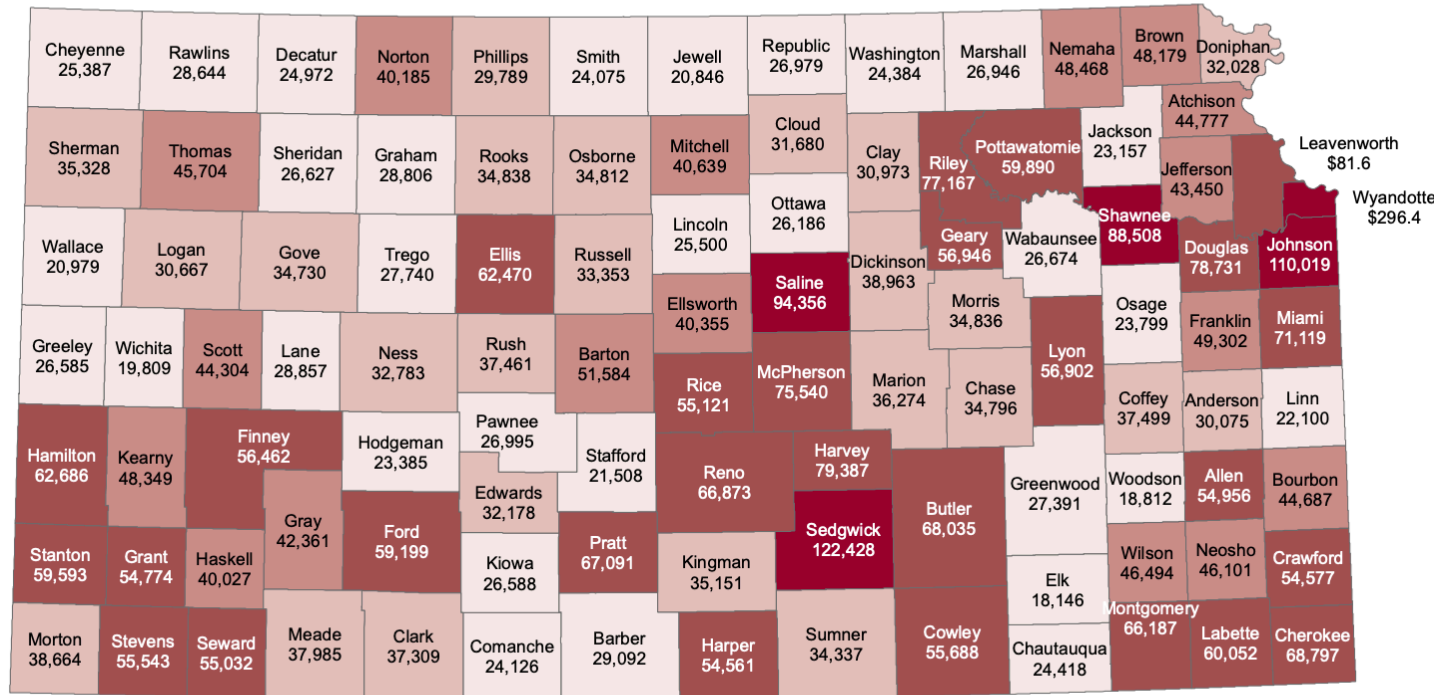 Cheyenne
25,387
Rawlins
28,644
Decatur
24,972
Norton
40,185
Phillips
29,789
Smith
24,075
Jewell
20,846
Republic
26,979
Washington
24,384
Marshall
26,946
Nemaha
48,468
Brown
48,179
Doniphan
32,028
Sherman
35,328
Thomas
45,704
Sheridan
26,627
Graham
28,806
Rooks
34,838
Osborne
34,812
Mitchell
40,639
Cloud
31,680
Clay
30,973
Riley
77,167
Pottawatomie
59,890
Jackson
23,157
Atchison
44,777
Jefferson
43,450
Leavenworth
$81.6
Wyandotte
$296.4
Wallace
20,979
Logan
30,667
Gove
34,730
Trego
27,740
Ellis
62,470
Russell
33,353
Lincoln
25,500
Ottawa
26,186
Saline
94,356
Dickinson
38,963
Geary
56,946
Wabaunsee
26,674
Shawnee
88,508
Douglas
78,731
Johnson
110,019
Greeley
26,585
Wichita
19,809
Scott
44,304
Lane
28,857
Ness
32,783
Rush
37,461
Barton
51,584
Ellsworth
40,355
Rice
55,121
McPherson
75,540
Marion
36,274
Morris
34,836
Chase
34,796
Lyon
56,902
Osage
23,799
Franklin
49,302
Miami
71,119
Coffey
37,499
Anderson
30,075
Linn
22,100
Hamilton
62,686
Kearny
48,349
Finney
56,462
Hodgeman
23,385
Pawnee
26,995
Stafford
21,508
Edwards
32,178
Reno
66,873
Harvey
79,387
Sedgwick
122,428
Butler
68,035
Greenwood
27,391
Woodson
18,812
Allen
54,956
Bourbon
44,687
Stanton
59,593
Grant
54,774
Haskell
40,027
Gray
42,361
Ford
59,199
Kiowa
26,588
Pratt
67,091
Kingman
35,151
Elk
18,146
Wilson
46,494
Neosho
46,101
Crawford
54,577
Morton
38,664
Stevens
55,543
Seward
55,032
Meade
37,985
Clark
37,309
Comanche
24,126
Barber
29,092
Harper
54,561
Sumner
34,337
Cowley
55,688
Chautauqua
24,418
Montgomery
66,187
Labette
60,052
Cherokee
68,797